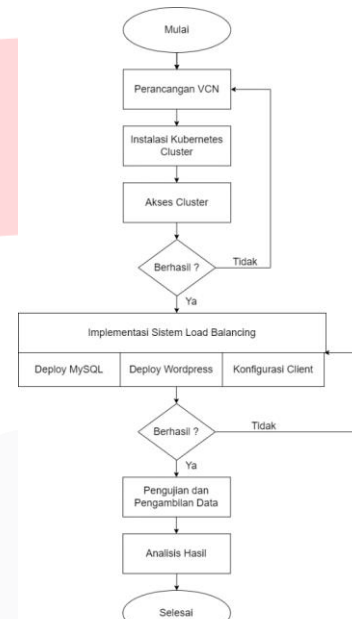 Mulai
Perancangan VCN
Instalasi Kubernetes
Cluster
Akses Cluster
Berhasil ?
Tidak
Ya
Implementasi Sistem Load Balancing
Deploy MySQL
Deploy Wordpress
Konfigurasi Client
Berhasil ?
Tidak
Ya
Pengujian dan
Pengambilan Data
Analisis Hasil
Selesai